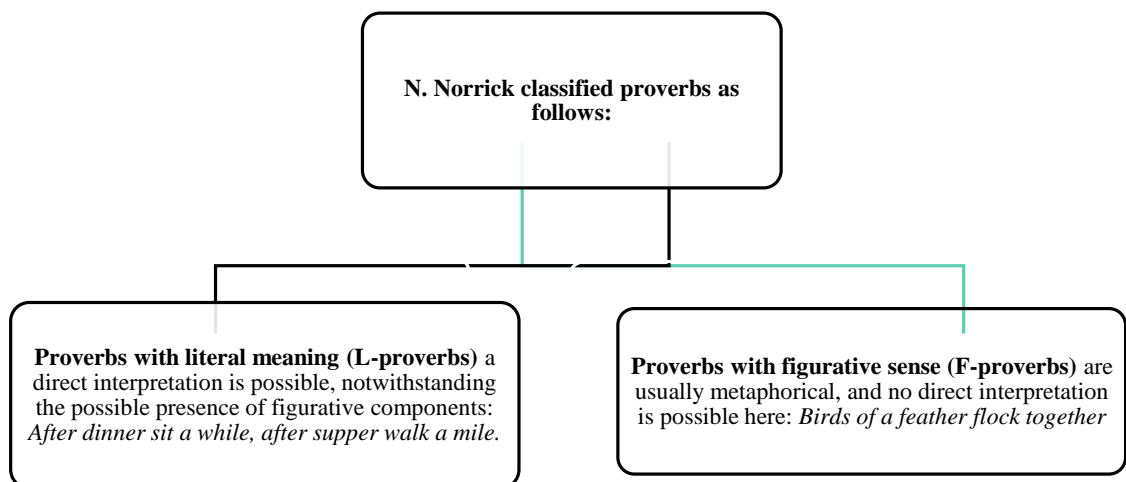 N. Norrick classified proverbs as
follows:
Proverbs with literal meaning (L-proverbs) a
direct interpretation is possible, notwithstanding
the possible presence of figurative components:
After dinner sit a while, after supper walk a mile.
Proverbs with figurative sense (F-proverbs) are
usually metaphorical, and no direct interpretation
is possible here: Birds of a feather flock together